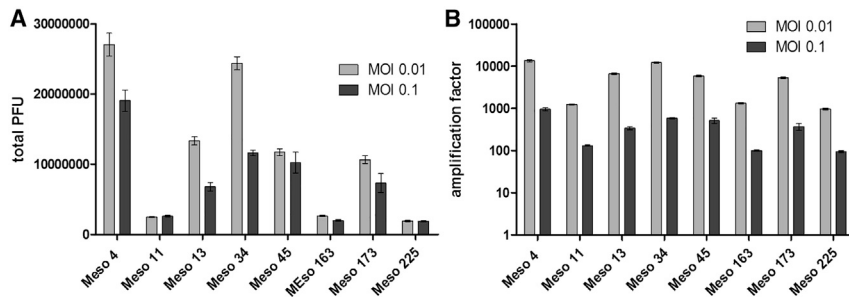 A
total PFU
30000000
20000000
10000000
0
MOI 0.01
MOI 0.1
Meso 4
Meso 11
Meso 13
Meso 34
Meso 45
MEso 163
Meso 173
Meso 225
B
amplification factor
100000
10000
1000
100
10
1
MOI 0.01
MOI 0.1
Meso 4
Meso 11
Meso 13
Meso 34
Meso 45
Meso 163
Meso 173
Meso 225